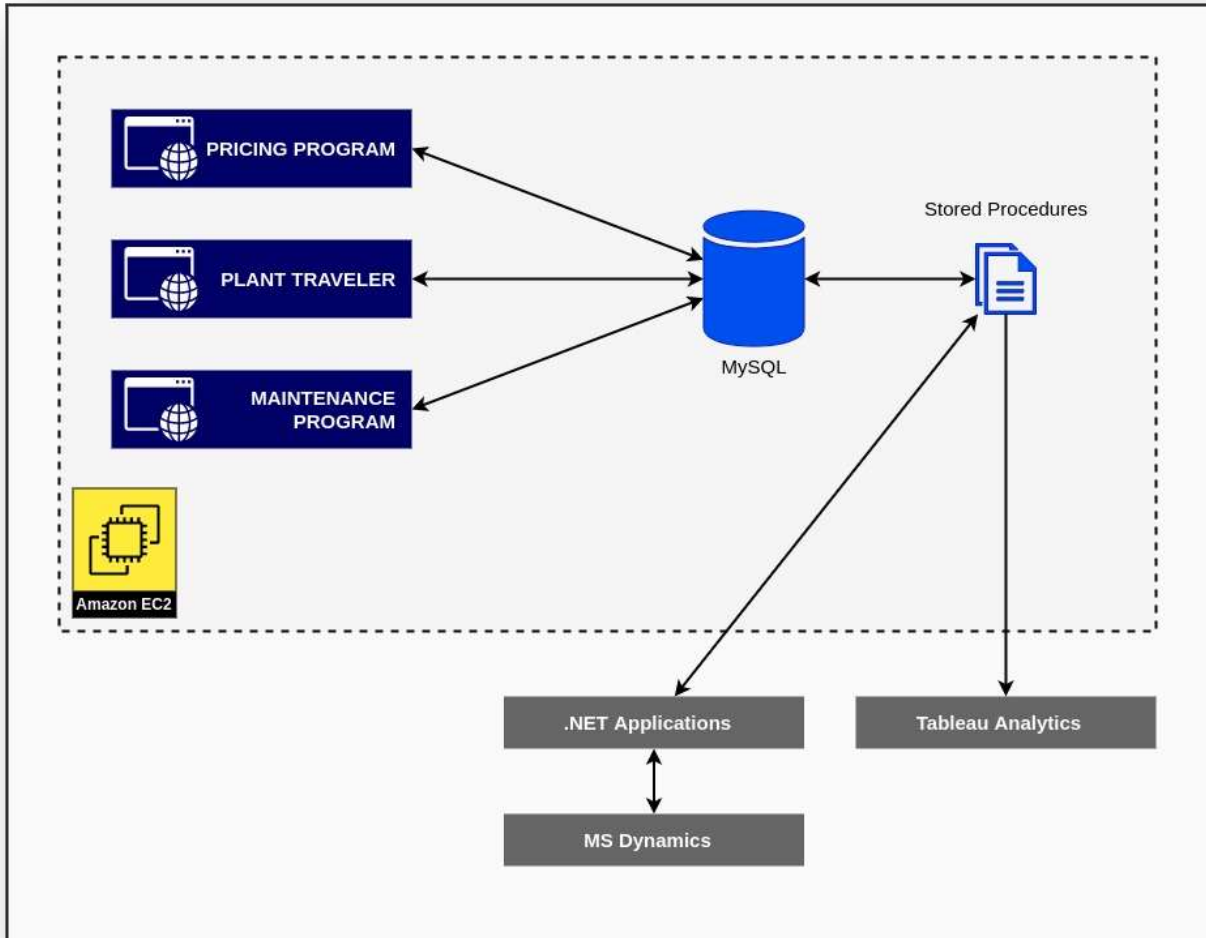 PRICING PROGRAM
PLANT TRAVELER
MAINTENANCE
PROGRAM
Stored Procedures
MySQL
Amazon EC2
.NET Applications
Tableau Analytics
MS Dynamics